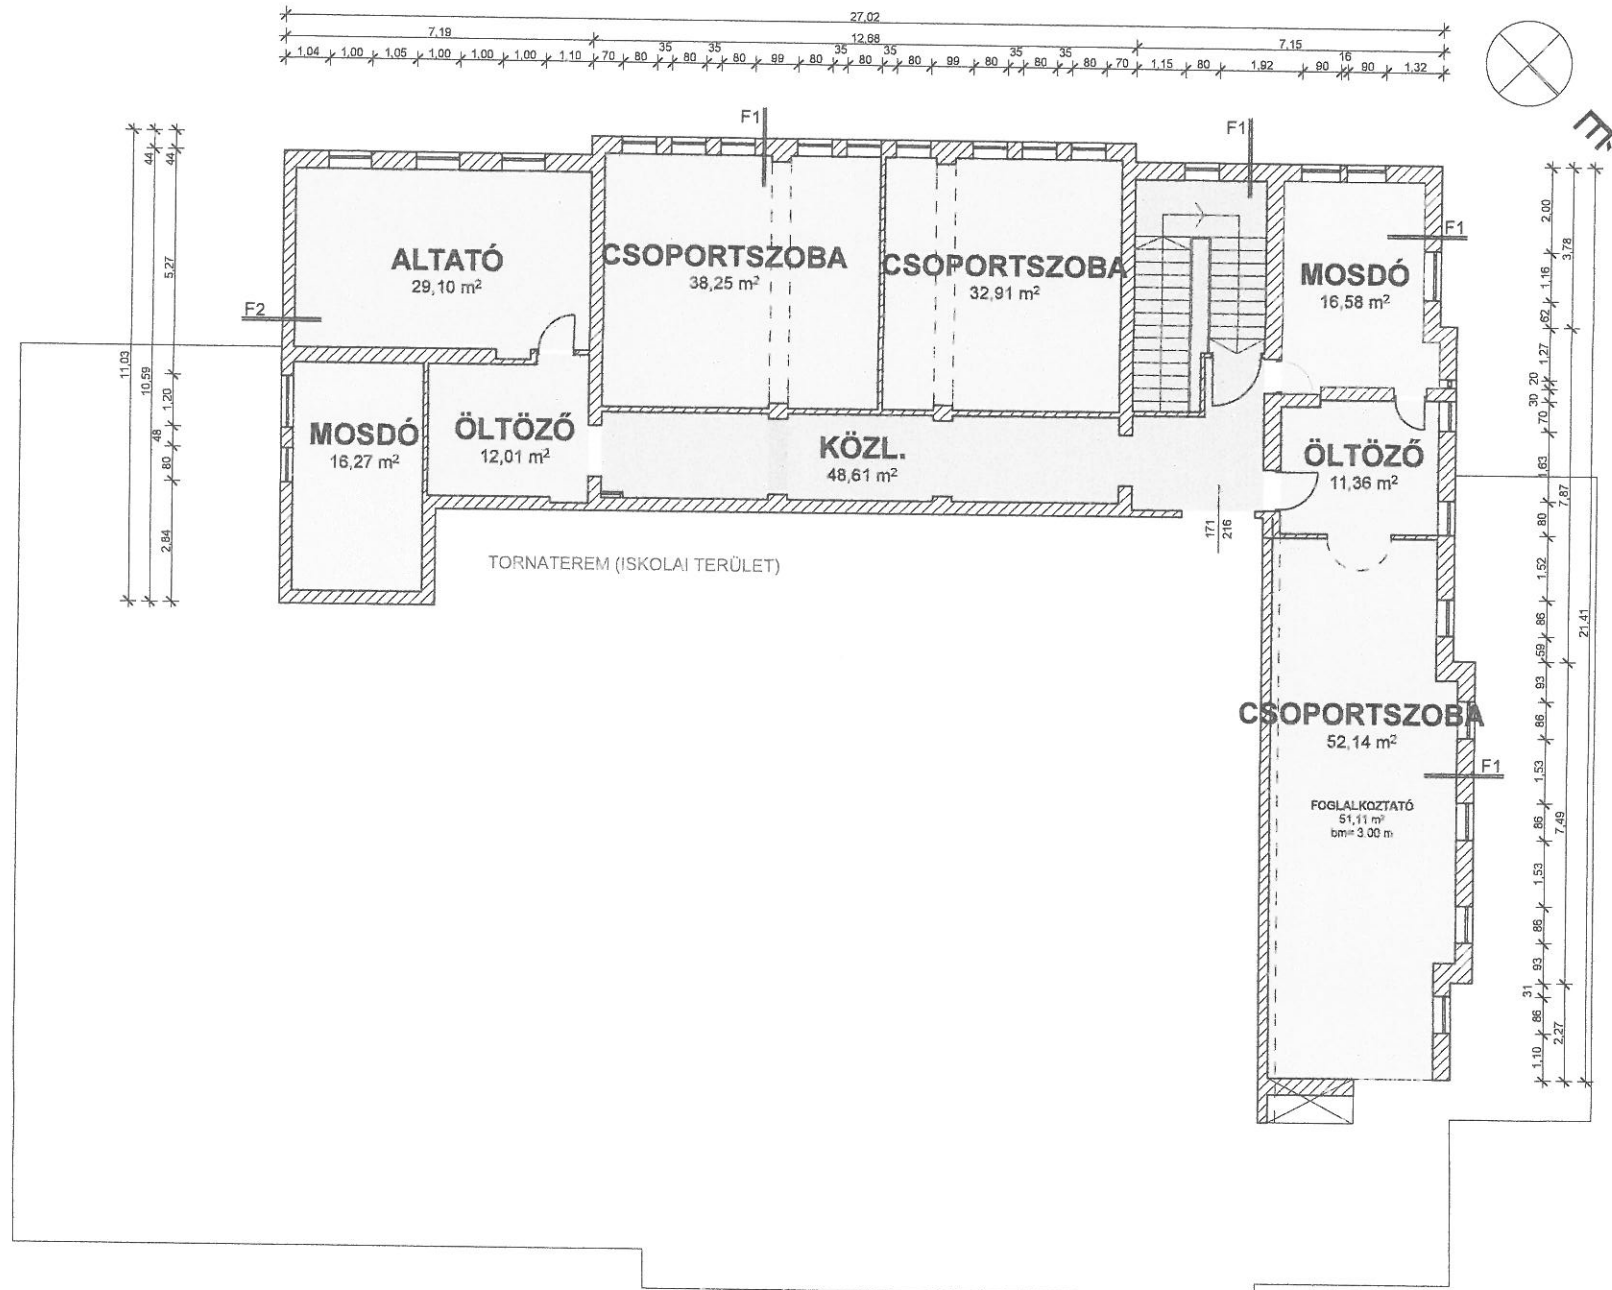 27,02
7,19 12,68 7,15
35 35 35 35 35 35 16
1,04 1,00 1,05 1,00 1,00 1,00 1,10 70 80 80 80 99 80 80 80 99 80 80 80 70 1,15 80 1,92 90 90 1,32
É
F1
F1
F1
F2
F1
44
44
11,03
10,59
5,27
1,20
48
80
2,84
ALTATÓ
29,10 m²
CSOPORTSZOBA
38,25 m²
CSOPORTSZOBA
32,91 m²
MOSDÓ
16,58 m²
MOSDÓ
16,27 m²
ÖLTÖZŐ
12,01 m²
KÖZL.
48,61 m²
ÖLTÖZŐ
11,36 m²
171
216
TORNATEREM (ISKOLAI TERÜLET)
CSOPORTSZOBA
52,14 m²
FOGLALKOZTATÓ
51,11 m²
bm= 3.00 m
2,00
1,16
62
1,27
20
30
70
1,63
80
1,52
86
59
93
86
1,53
86
1,53
86
93
31
86
1,10
3,78
7,87
7,49
2,27
21,41